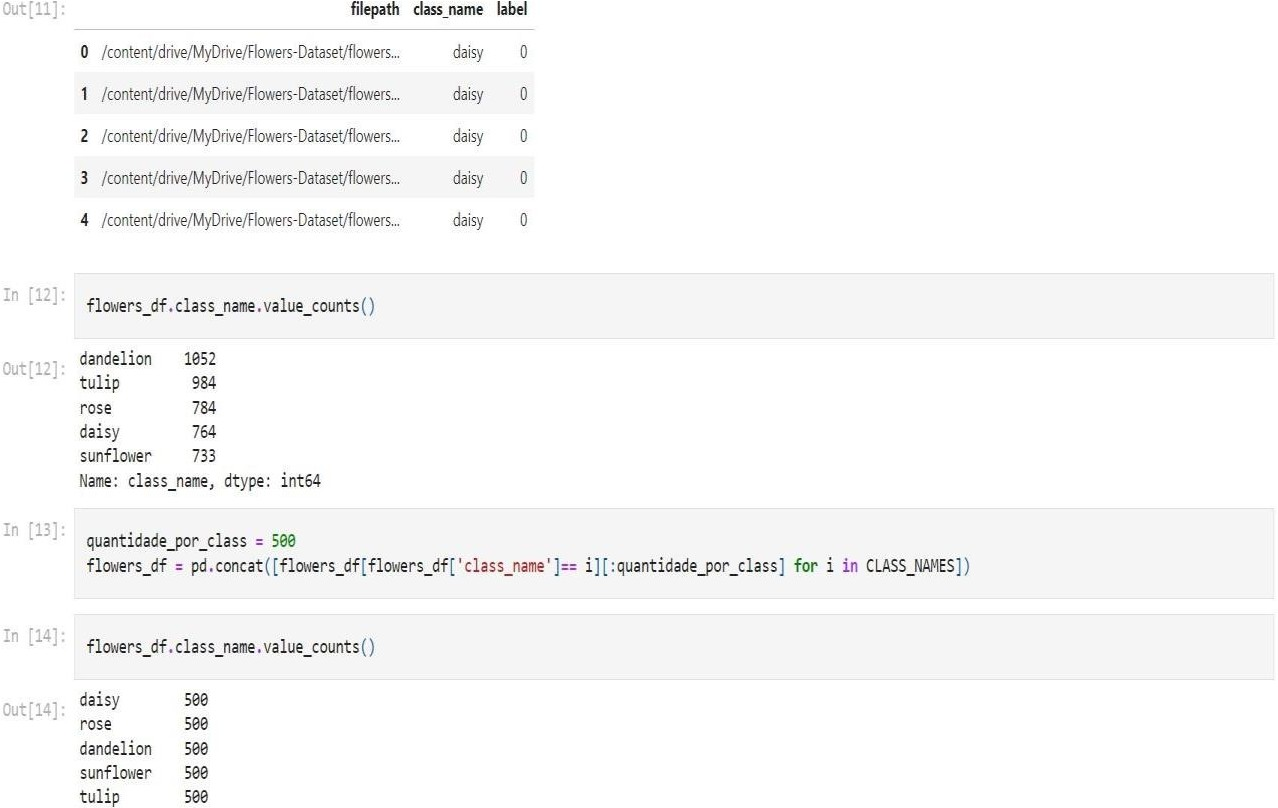 Out[11]: filepath class_name label
0 /content/drive/MyDrive/Flowers-Dataset/flowers... daisy 0
1 /content/drive/MyDrive/Flowers-Dataset/flowers... daisy 0
2 /content/drive/MyDrive/Flowers-Dataset/flowers... daisy 0
3 /content/drive/MyDrive/Flowers-Dataset/flowers... daisy 0
4 /content/drive/MyDrive/Flowers-Dataset/flowers... daisy 0
In [12]: flowers_df.class_name.value_counts()
Out[12]: dandelion 1052
tulip 984
rose 784
daisy 764
sunflower 733
Name: class_name, dtype: int64
In [13]: quantidade_por_class = 500
flowers_df = pd.concat([flowers_df[flowers_df['class_name']== i][:quantidade_por_class] for i in CLASS_NAMES])
In [14]: flowers_df.class_name.value_counts()
Out[14]: daisy 500
rose 500
dandelion 500
sunflower 500
tulip 500